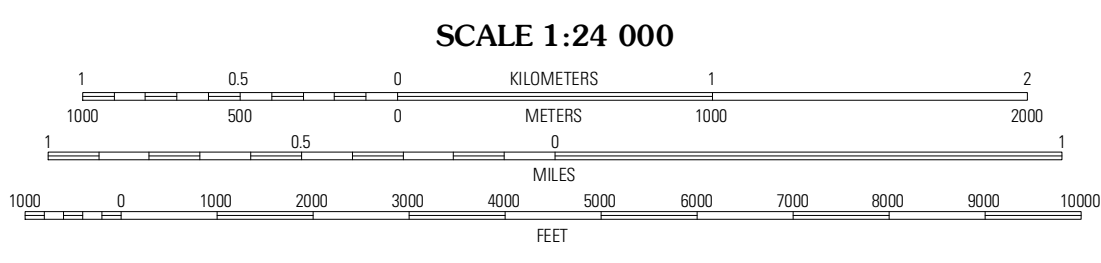 SCALE 1:24 000
1 0.5 0 KILOMETERS 1 2
1000 500 0 METERS 1000 2000
1 0.5 0 1
MILES
1000 0 1000 2000 3000 4000 5000 6000 7000 8000 9000 10000
FEET